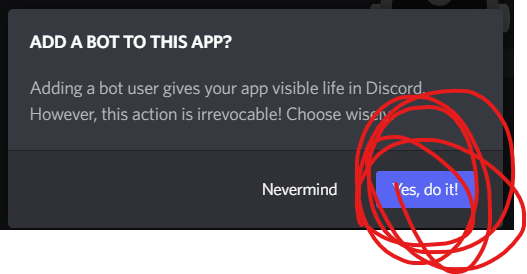 ADD A BOT TO THIS APP?
Adding a bot user gives your app visible life in Discord.
However, this action is irrevocable! Choose wisely.
Nevermind
Yes, do it!